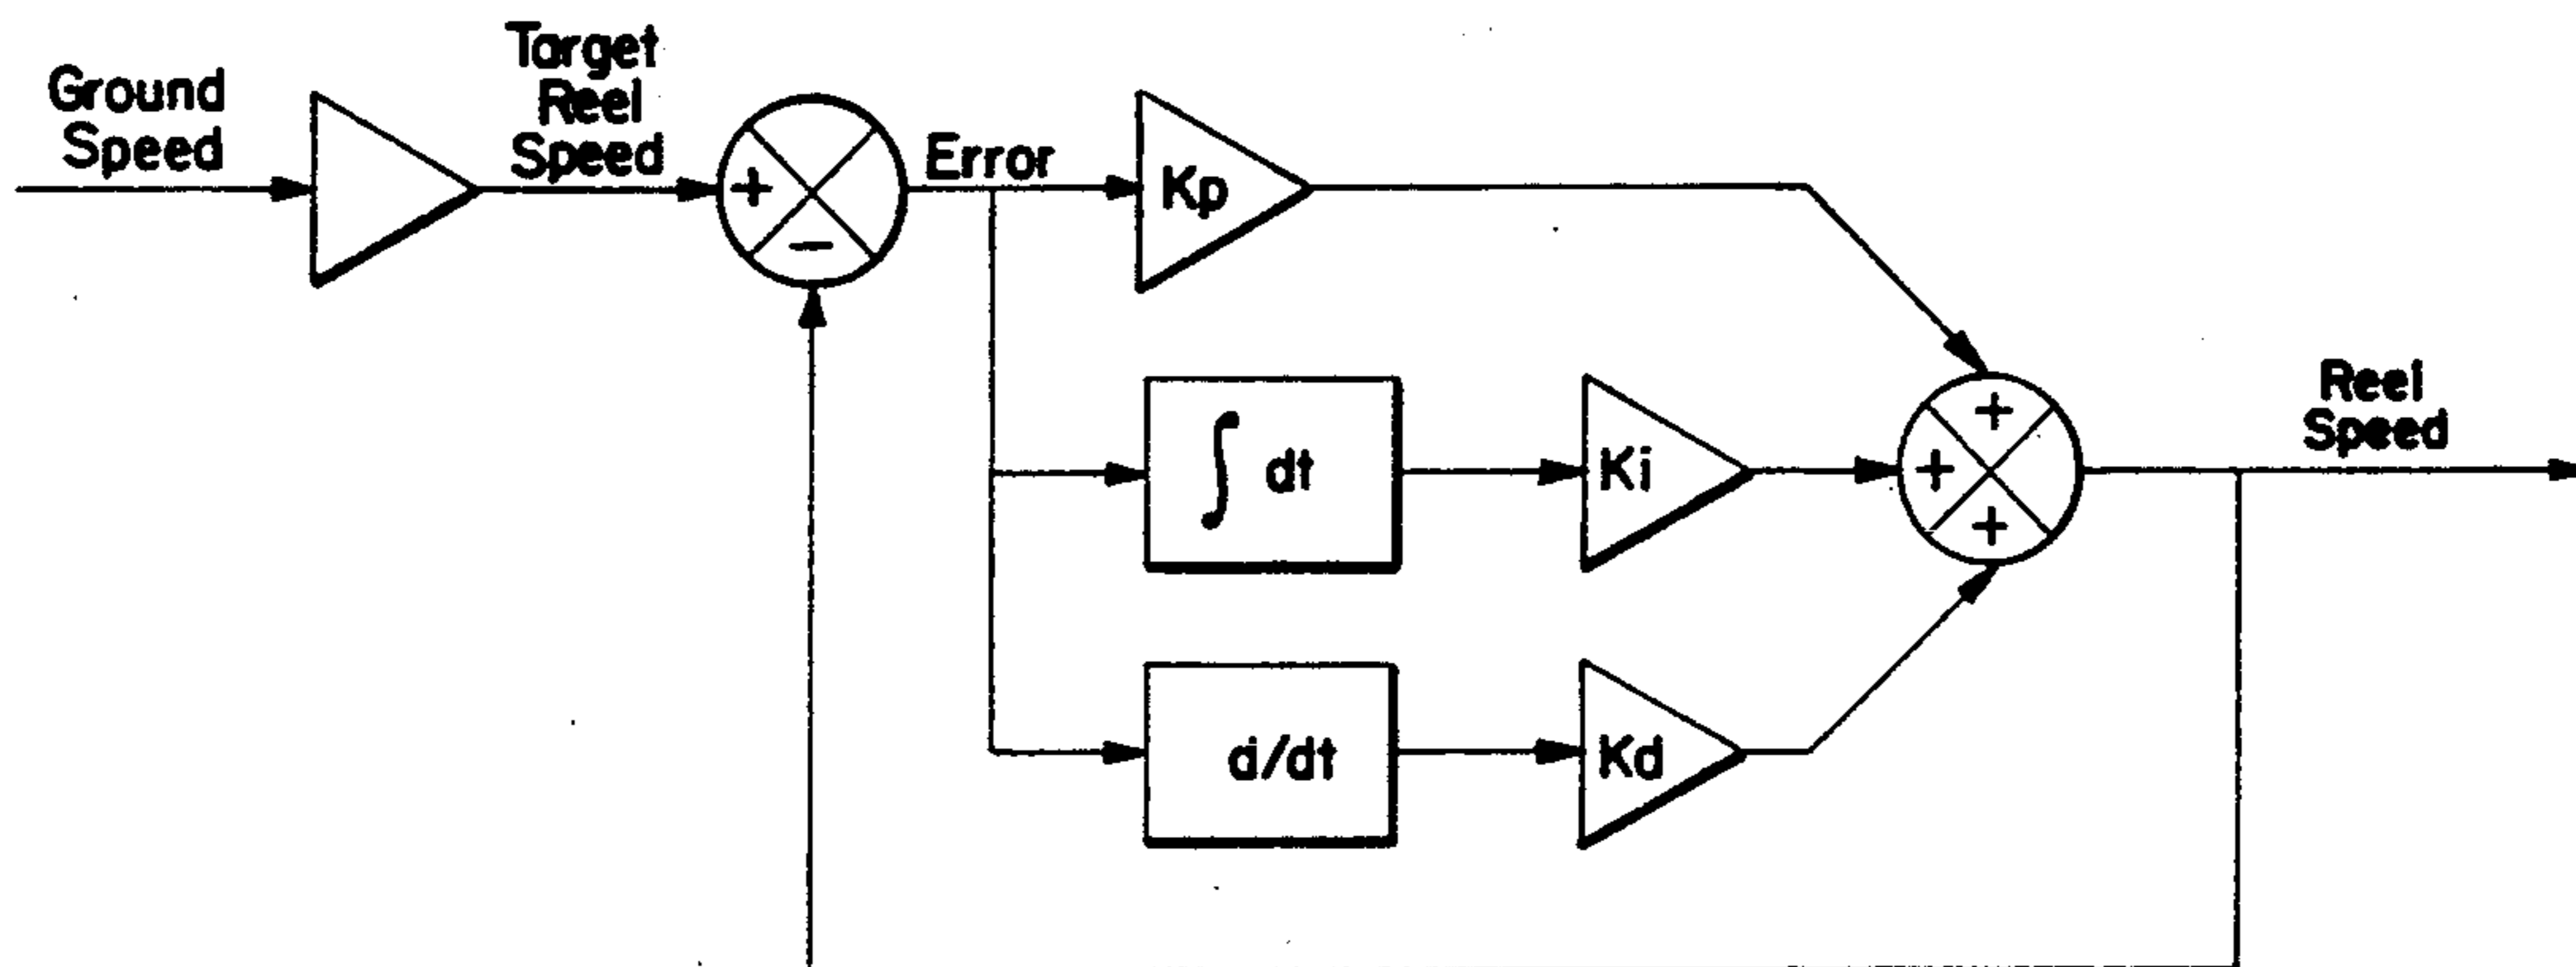 Ground
Speed
Target
Reel
Speed
+
−
Error
Kp
∫ dt
Ki
d/dt
Kd
+
+
+
Reel
Speed